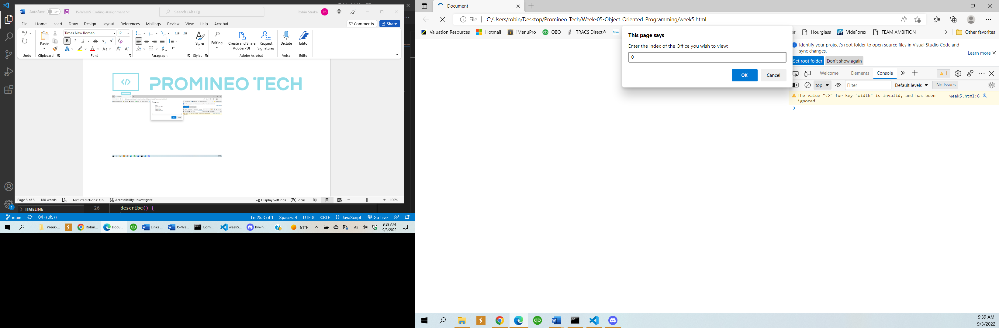 AutoSave Off JS-Week5_Coding-Assignment Search (Alt+Q) Robin Straka RS
File Home Insert Draw Design Layout References Mailings Review View Help Acrobat Comments Share
Times New Roman 12
Paste Styles Editing Create and Share Adobe PDF Request Signatures Dictate Editor
B I U ab x₂ x² A
A A Aa A A
Undo Clipboard Font Paragraph Styles Adobe Acrobat Voice Editor
</> PROMINEO TECH
Page 3 of 3 180 words Text Predictions: On Accessibility: Investigate Display Settings Focus 100%
TIMELINE 26 describe() {
main 0 0 Ln 25, Col 1 Spaces: 4 UTF-8 CRLF {} JavaScript Go Live
Week-... Robin... Docu... qb Links ... JS-We... Com... week5... hw-h... 61°F 9:39 AM
9/3/2022
Document
File C:/Users/robin/Desktop/Promineo_Tech/Week-05-Object_Oriented_Programming/week5.html
Valuation Resources Hotmail iMenuPro QBO TRACS Direct® Sysco er Hourglass VideForex TEAM AMBITION Other favorites
This page says
Enter the index of the Office you wish to view:
0
OK Cancel
Identify your project's root folder to open source files in Visual Studio Code and
sync changes. Learn more
Set root folder Don't show again
Welcome Elements Console 1
top Filter Default levels No Issues
The value "<>" for key "width" is invalid, and has been week5.html:6
ignored.
9:39 AM
9/3/2022